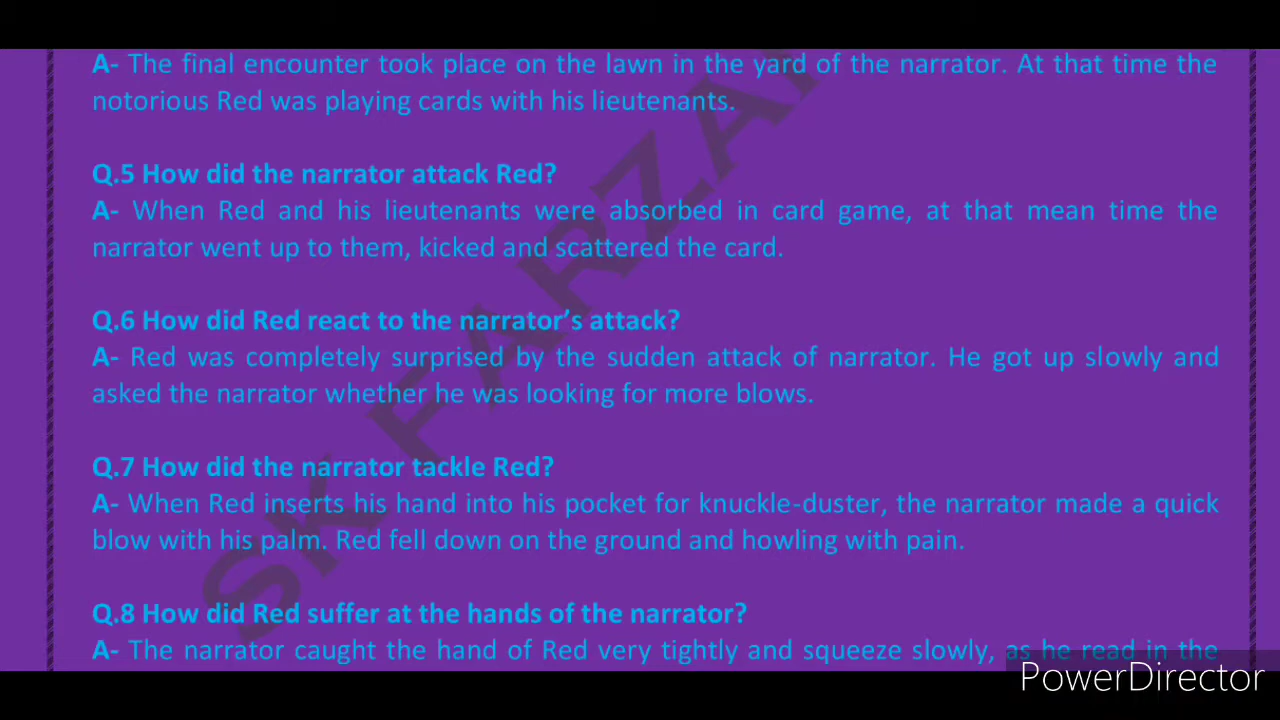 A- The final encounter took place on the lawn in the yard of the narrator. At that time the
notorious Red was playing cards with his lieutenants.
Q.5 How did the narrator attack Red?
A- When Red and his lieutenants were absorbed in card game, at that mean time the
narrator went up to them, kicked and scattered the card.
Q.6 How did Red react to the narrator's attack?
A- Red was completely surprised by the sudden attack of narrator. He got up slowly and
asked the narrator whether he was looking for more blows.
Q.7 How did the narrator tackle Red?
A- When Red inserts his hand into his pocket for knuckle-duster, the narrator made a quick
blow with his palm. Red fell down on the ground and howling with pain.
Q.8 How did Red suffer at the hands of the narrator?
A- The narrator caught the hand of Red very tightly and squeeze slowly, as he read in the
SK FARZA
PowerDirector